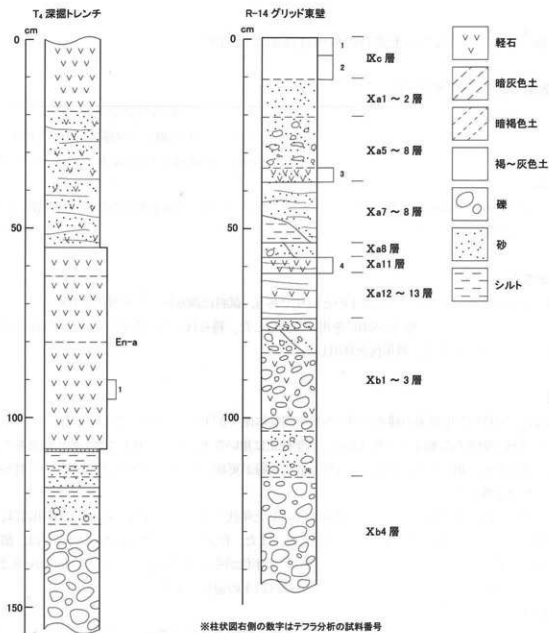 T₄ 深掘トレンチ
cm
0
50
100
150
En-a
1
R-14 グリッド東壁
cm
0
50
100
1
2
3
4
Ⅸc 層
Ⅹa1 ~ 2 層
Ⅹa5 ~ 8 層
Ⅹa7 ~ 8 層
Ⅹa8 層
Ⅹa11 層
Ⅹa12 ~ 13 層
Ⅹb1 ~ 3 層
Ⅹb4 層
軽石
暗灰色土
暗褐色土
褐~灰色土
礫
砂
シルト
※柱状図右側の数字はテフラ分析の試料番号